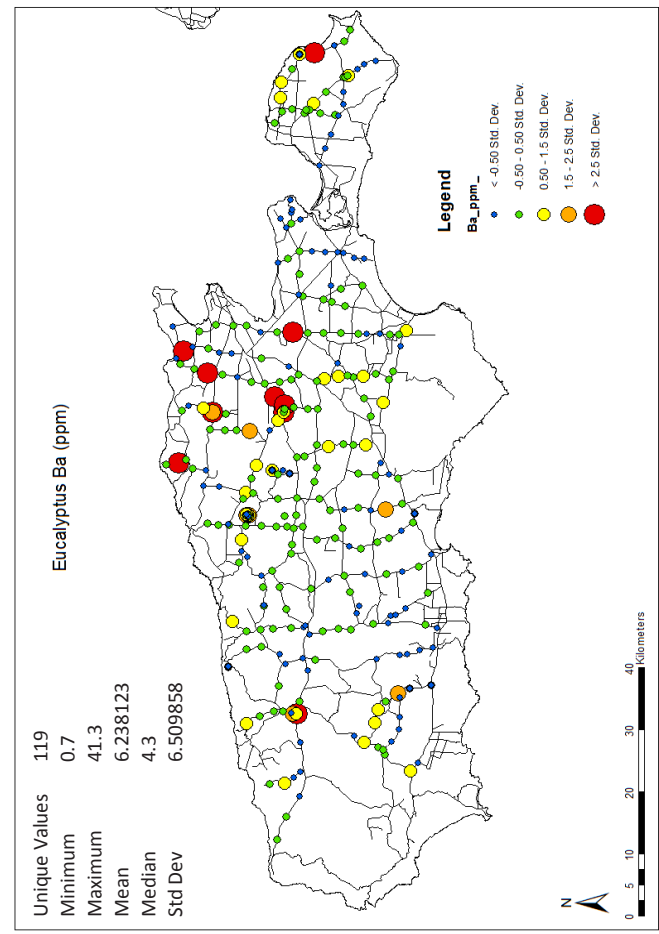 Unique Values 119
Minimum 0.7
Maximum 41.3
Mean 6.238123
Median 4.3
Std Dev 6.509858
Eucalyptus Ba (ppm)
Legend
Ba_ppm_
< -0.50 Std. Dev.
-0.50 - 0.50 Std. Dev.
0.50 - 1.5 Std. Dev.
1.5 - 2.5 Std. Dev.
> 2.5 Std. Dev.
N
0 5 10 20 30 40
Kilometers